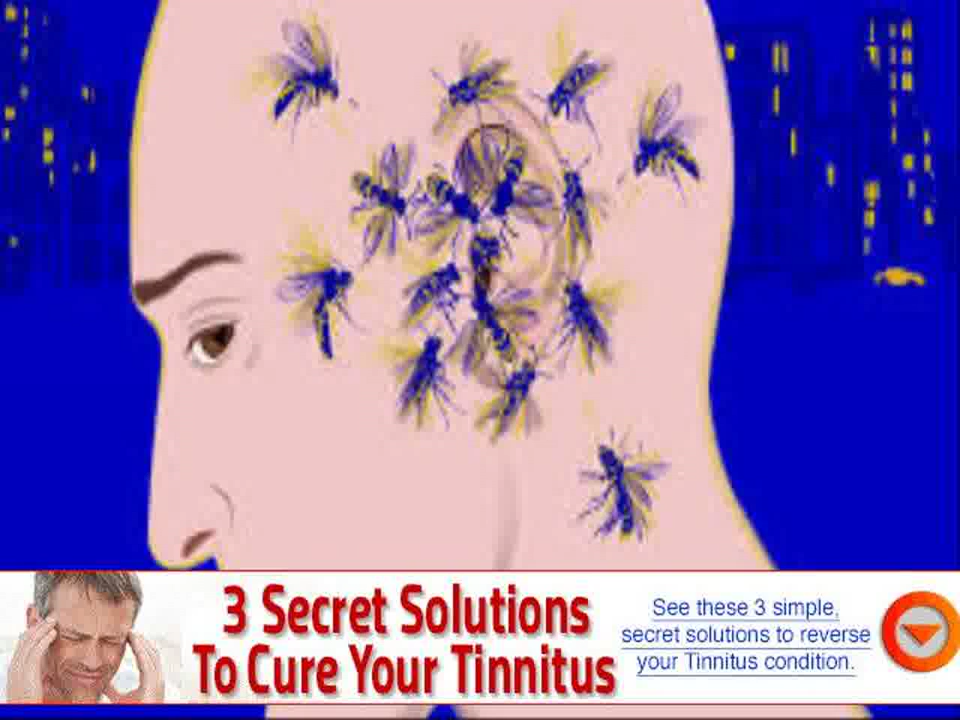 3 Secret Solutions
To Cure Your Tinnitus
See these 3 simple,
secret solutions to reverse
your Tinnitus condition.